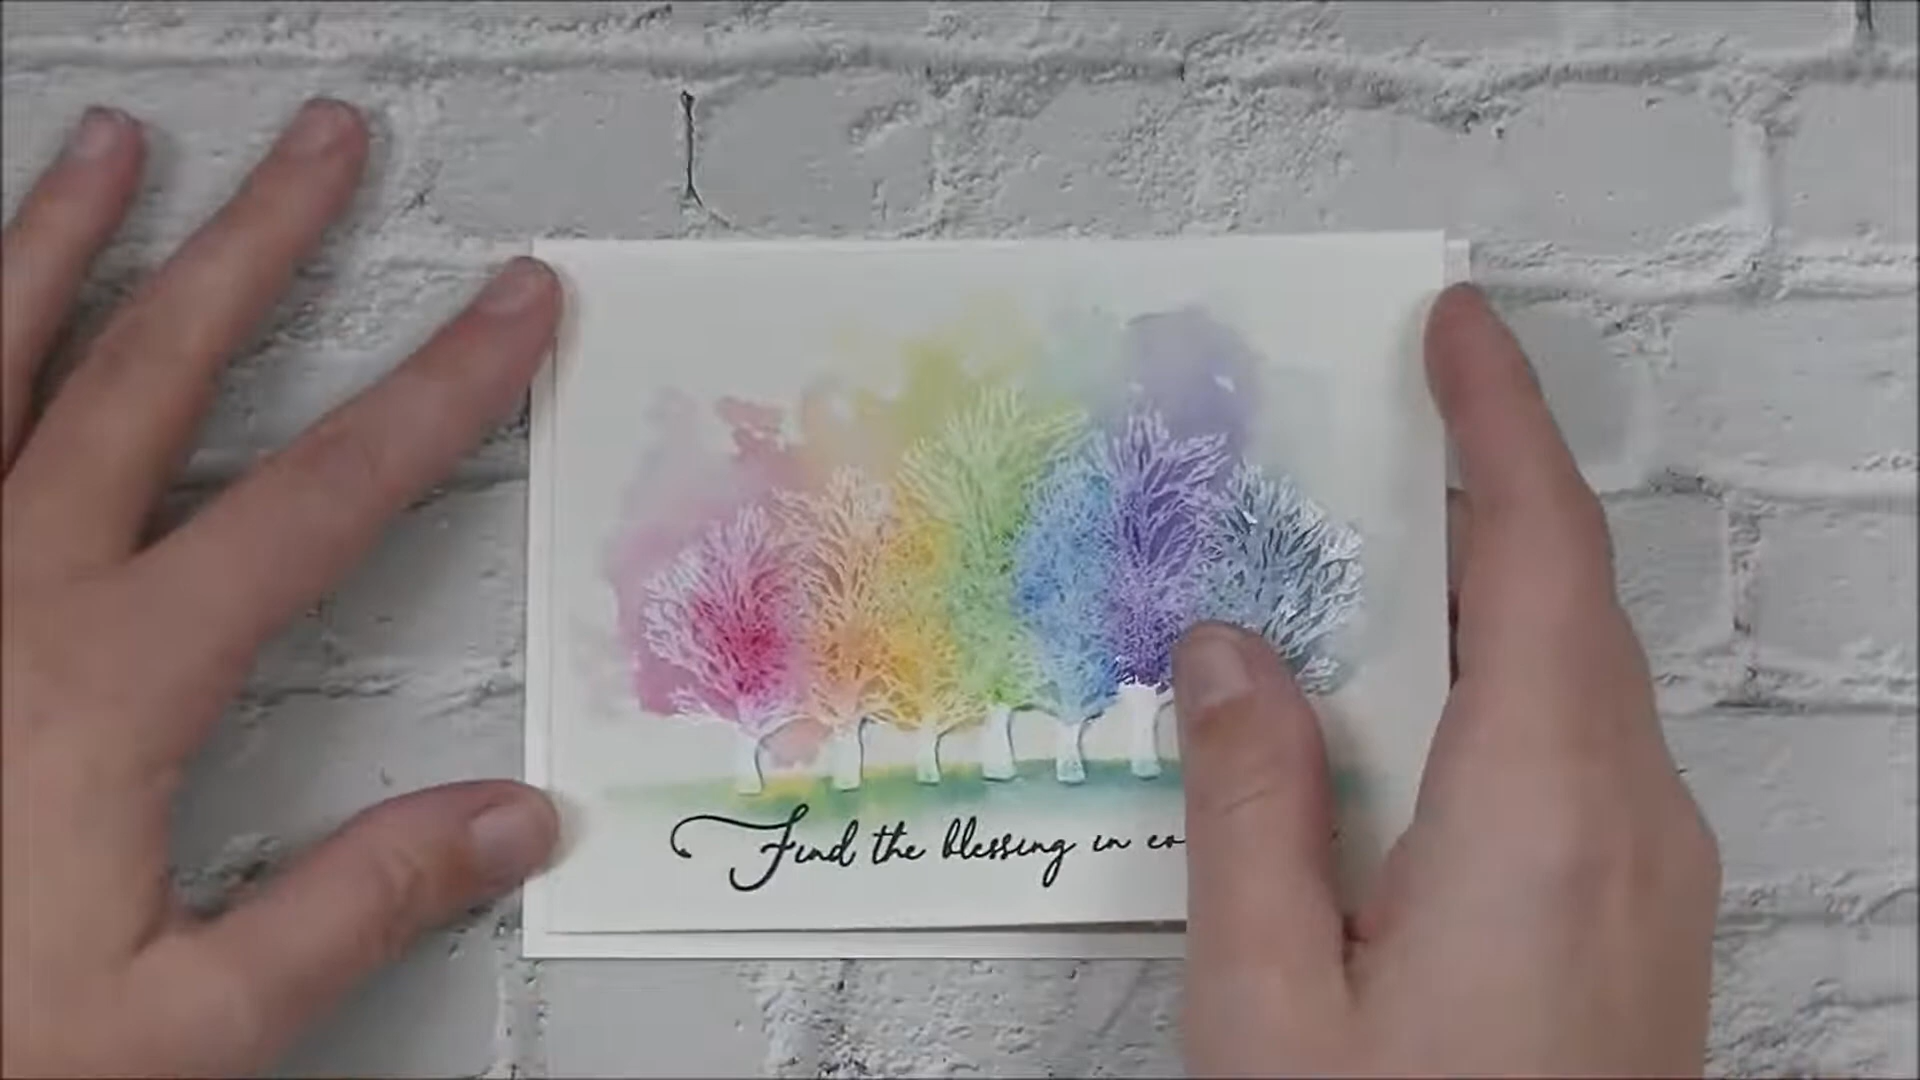 Find the blessing in